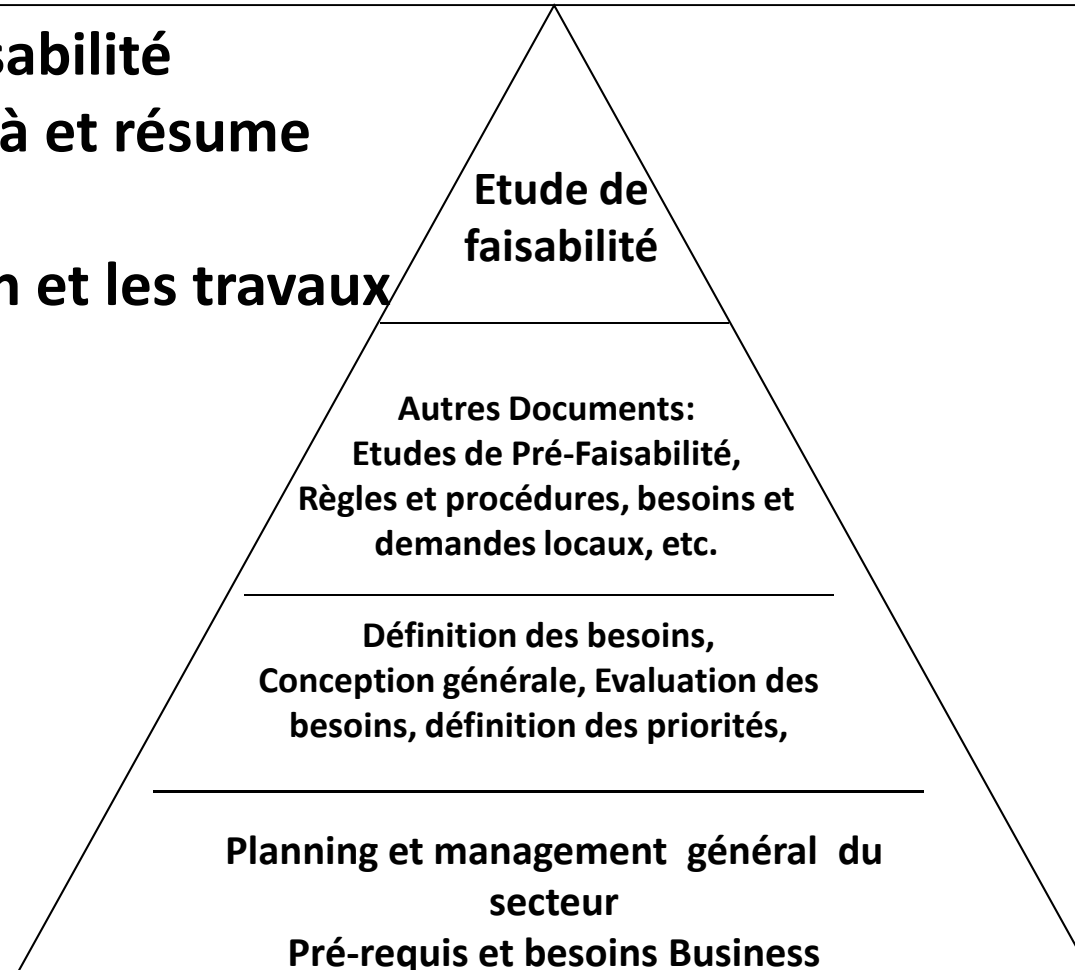 sabilité
à et résume
n et les travaux
Etude de
faisabilité
Autres Documents:
Etudes de Pré-Faisabilité,
Règles et procédures, besoins et
demandes locaux, etc.
Définition des besoins,
Conception générale, Evaluation des
besoins, définition des priorités,
Planning et management général du
secteur
Pré-requis et besoins Business